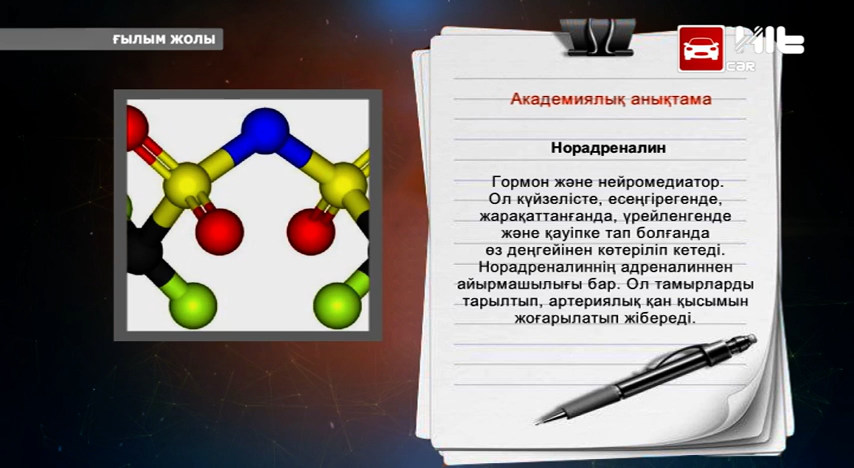 ҒЫЛЫМ ЖОЛЫ
Hit
CAR
Академиялық анықтама
Норадреналин
Гормон және нейромедиатор.
Ол күйзелісте, есеңгірегенде,
жарақаттанғанда, үрейленгенде
және қауіпке тап болғанда
өз деңгейінен көтеріліп кетеді.
Норадреналиннің адреналиннен
айырмашылығы бар. Ол тамырларды
тарылтып, артериялық қан қысымын
жоғарылатып жібереді.